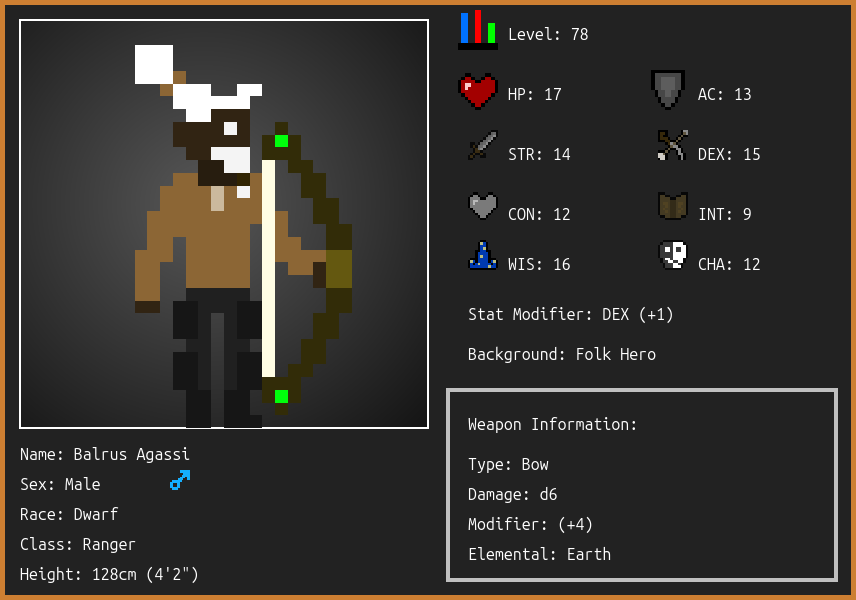 Level: 78
HP: 17
AC: 13
STR: 14
DEX: 15
CON: 12
INT: 9
WIS: 16
CHA: 12
Stat Modifier: DEX (+1)
Background: Folk Hero
Weapon Information:
Type: Bow
Damage: d6
Modifier: (+4)
Elemental: Earth
Name: Balrus Agassi
Sex: Male
Race: Dwarf
Class: Ranger
Height: 128cm (4'2")